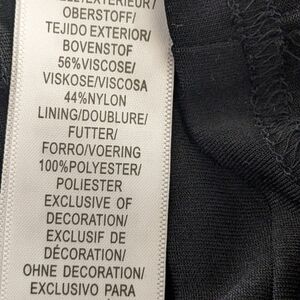 OBERSTOFF/
TEJIDO EXTERIOR/
BOVENSTOF
56%VISCOSE/
VISKOSE/VISCOSA
44%NYLON
LINING/DOUBLURE/
FUTTER/
FORRO/VOERING
100%POLYESTER/
POLIESTER
EXCLUSIVE OF
DECORATION/
EXCLUSIF DE
DÉCORATION/
OHNE DECORATION/
EXCLUSIVO PARA